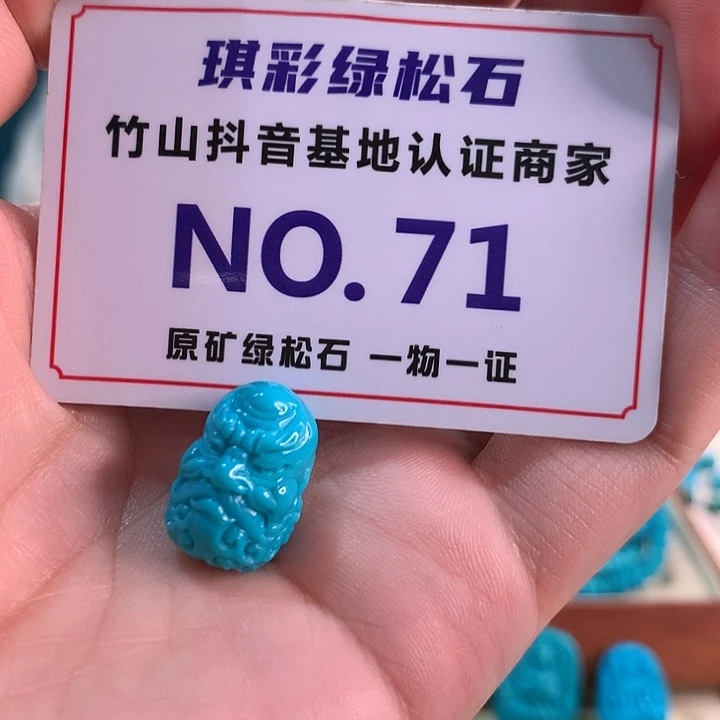 琪彩绿松石
竹山抖音基地认证商家
NO.71
原矿绿松石 一物一证